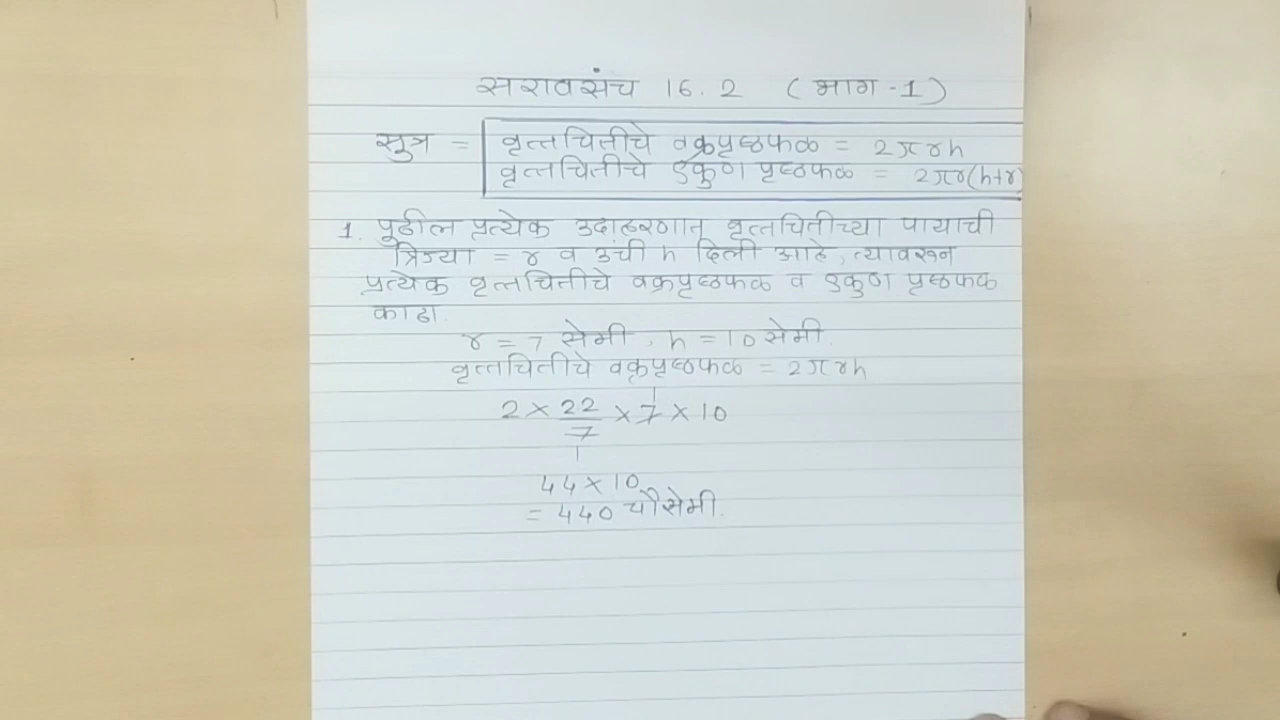 सरावसंच 16.2 (भाग -1)
सुत्र = वृत्तचितीचे वक्रपृष्ठफळ = 2πrh
वृत्तचितीचे एकुण पृष्ठफळ = 2πr(h+r)
1. पुढील प्रत्येक उदाहरणात वृत्तचितीच्या पायाची
त्रिज्या = r व उंची h दिली आहे, त्यावरून
प्रत्येक वृत्तचितीचे वक्रपृष्ठफळ व एकुण पृष्ठफळ
काढा.
r = 7 सेमी, h = 10 सेमी.
वृत्तचितीचे वक्रपृष्ठफळ = 2πrh
1
2 × 22/7 × 7 × 10
1
44 × 10
= 440 चौसेमी.